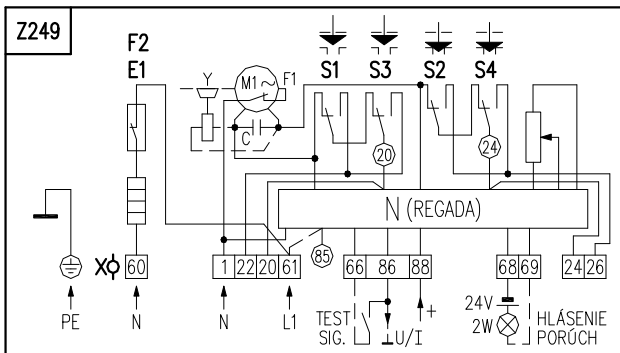 Z249
F2
E1
Y
M1 ~
F1
C
S1
S3
S2
S4
20
24
N (REGADA)
85
X
60
1
22
20
61
66
86
88
68
69
24
26
PE
N
N
L1
TEST
SIG.
U/I
+
24V
2W
HLÁSENIE
PORÚCH